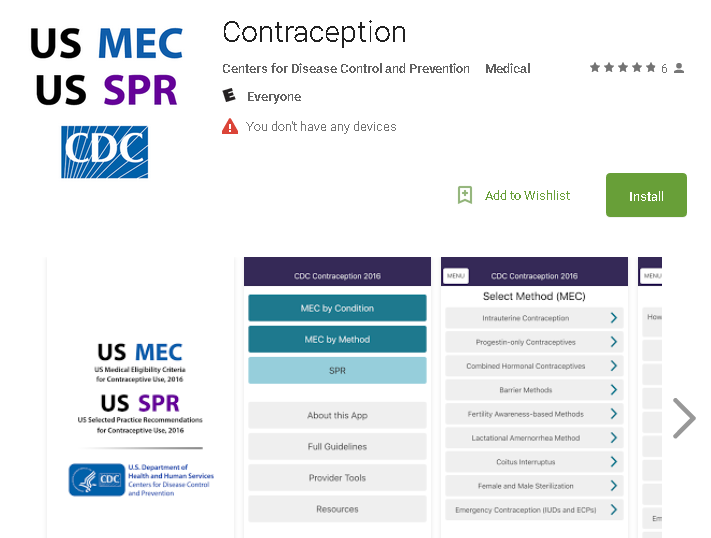 US MEC
US SPR
CDC
Contraception
Centers for Disease Control and Prevention Medical
6
E Everyone
You don't have any devices
Add to Wishlist
Install
US MEC
US Medical Eligibility Criteria
for Contraceptive Use, 2016
US SPR
US Selected Practice Recommendations
for Contraceptive Use, 2016
CDC
U.S. Department of
Health and Human Services
Centers for Disease Control
and Prevention
CDC Contraception 2016
MEC by Condition
MEC by Method
SPR
About this App
Full Guidelines
Provider Tools
Resources
MENU CDC Contraception 2016
Select Method (MEC)
Intrauterine Contraception
Progestin-only Contraceptives
Combined Hormonal Contraceptives
Barrier Methods
Fertility Awareness-based Methods
Lactational Amernorrhea Method
Coitus Interruptus
Female and Male Sterilization
Emergency Contraception (IUDs and ECPs)
MENU
How
Em